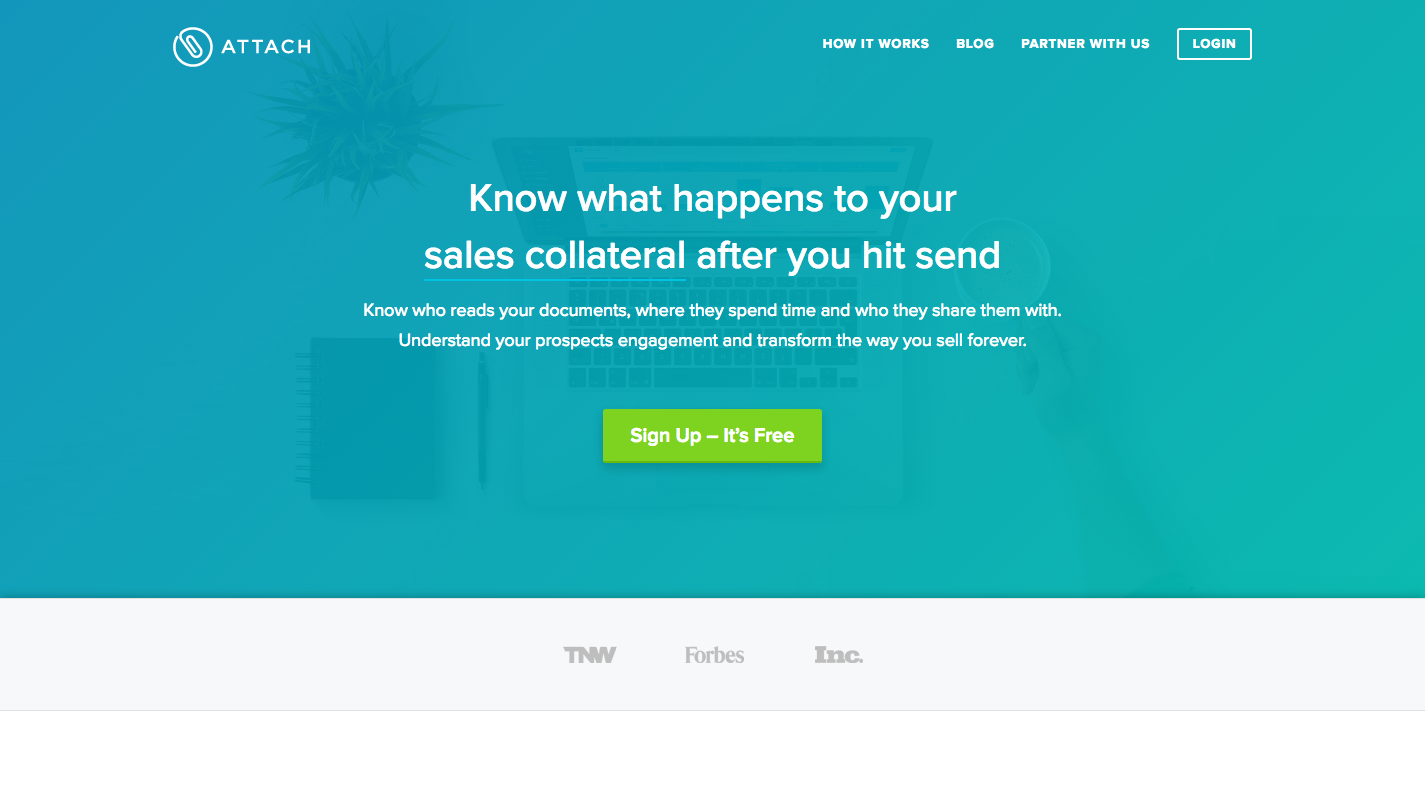 ATTACH
HOW IT WORKS
BLOG
PARTNER WITH US
LOGIN
Know what happens to your
sales collateral after you hit send
Know who reads your documents, where they spend time and who they share them with.
Understand your prospects engagement and transform the way you sell forever.
Sign Up – It’s Free
TNW
Forbes
Inc.